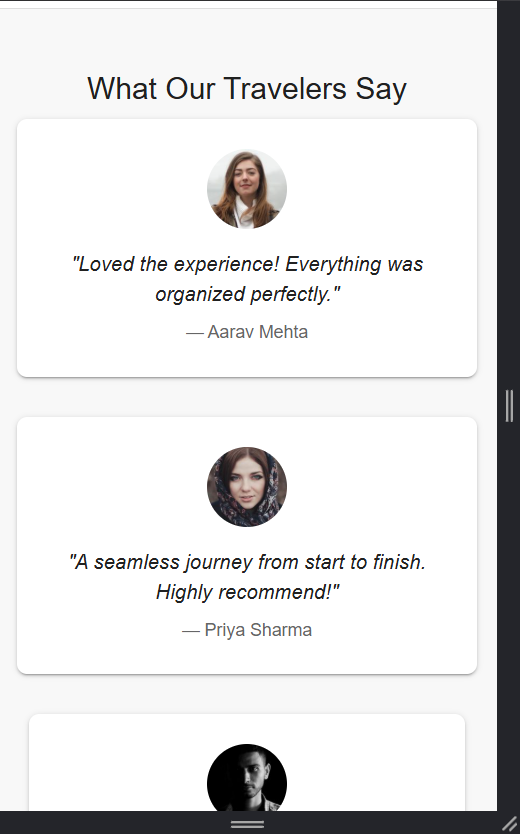 What Our Travelers Say
"Loved the experience! Everything was
organized perfectly."
— Aarav Mehta
"A seamless journey from start to finish.
Highly recommend!"
— Priya Sharma